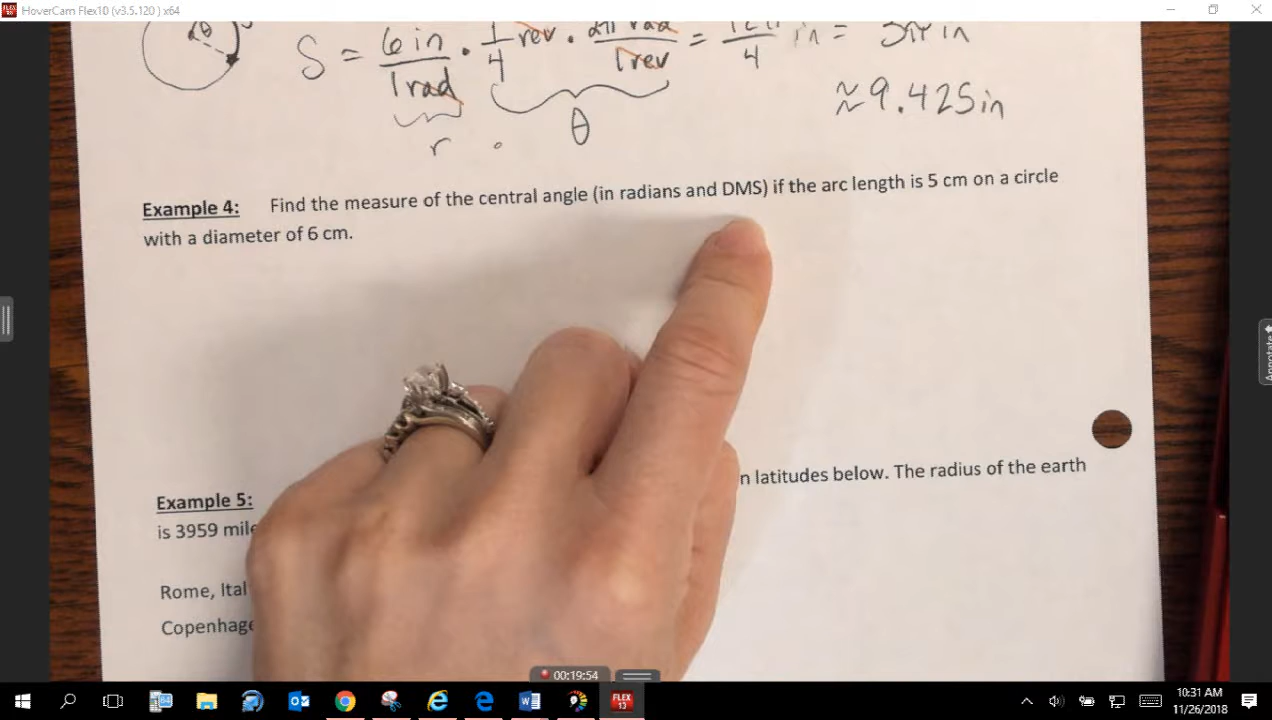 HoverCam Flex10 (v3.5.120 ) x64
θ
S = 6 in / 1 rad · 1/4 rev · / 1 rev = / 4 in = 3π in
≈ 9.425 in
r · θ
Example 4: Find the measure of the central angle (in radians and DMS) if the arc length is 5 cm on a circle
with a diameter of 6 cm.
Example 5: n latitudes below. The radius of the earth
is 3959 mile
Rome, Ital
Copenhage
Annotate
00:19:54
FLEX
10:31 AM
11/26/2018